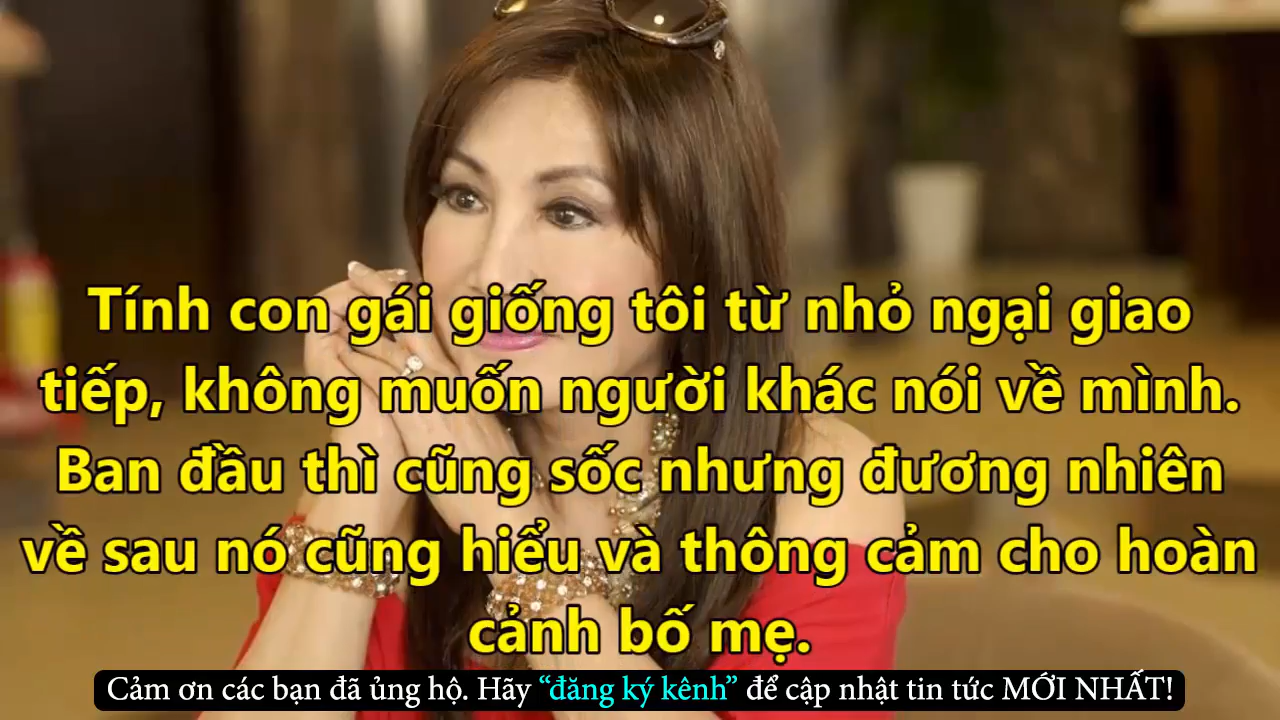 Tính con gái giống tôi từ nhỏ ngại giao
tiếp, không muốn người khác nói về mình.
Ban đầu thì cũng sốc nhưng đương nhiên
về sau nó cũng hiểu và thông cảm cho hoàn
cảnh bố mẹ.
Cảm ơn các bạn đã ủng hộ. Hãy “đăng ký kênh” để cập nhật tin tức MỚI NHẤT!